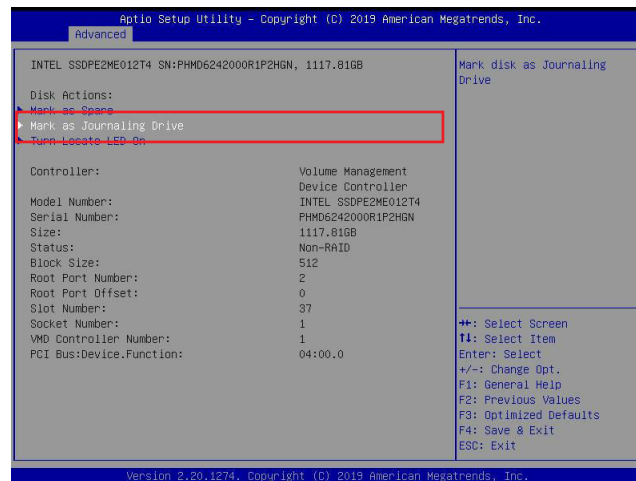 Aptio Setup Utility – Copyright (C) 2019 American Megatrends, Inc.
Advanced
INTEL SSDPE2ME012T4 SN:PHMD6242000R1P2HGN, 1117.81GB
Disk Actions:
Mark as Spare
Mark as Journaling Drive
Turn Locate LED On
Controller: Volume Management
Device Controller
Model Number: INTEL SSDPE2ME012T4
Serial Number: PHMD6242000R1P2HGN
Size: 1117.81GB
Status: Non-RAID
Block Size: 512
Root Port Number: 2
Root Port Offset: 0
Slot Number: 37
Socket Number: 1
VMD Controller Number: 1
PCI Bus:Device.Function: 04:00.0
Mark disk as Journaling
Drive
→←: Select Screen
↑↓: Select Item
Enter: Select
+/-: Change Opt.
F1: General Help
F2: Previous Values
F3: Optimized Defaults
F4: Save & Exit
ESC: Exit
Version 2.20.1274. Copyright (C) 2019 American Megatrends, Inc.